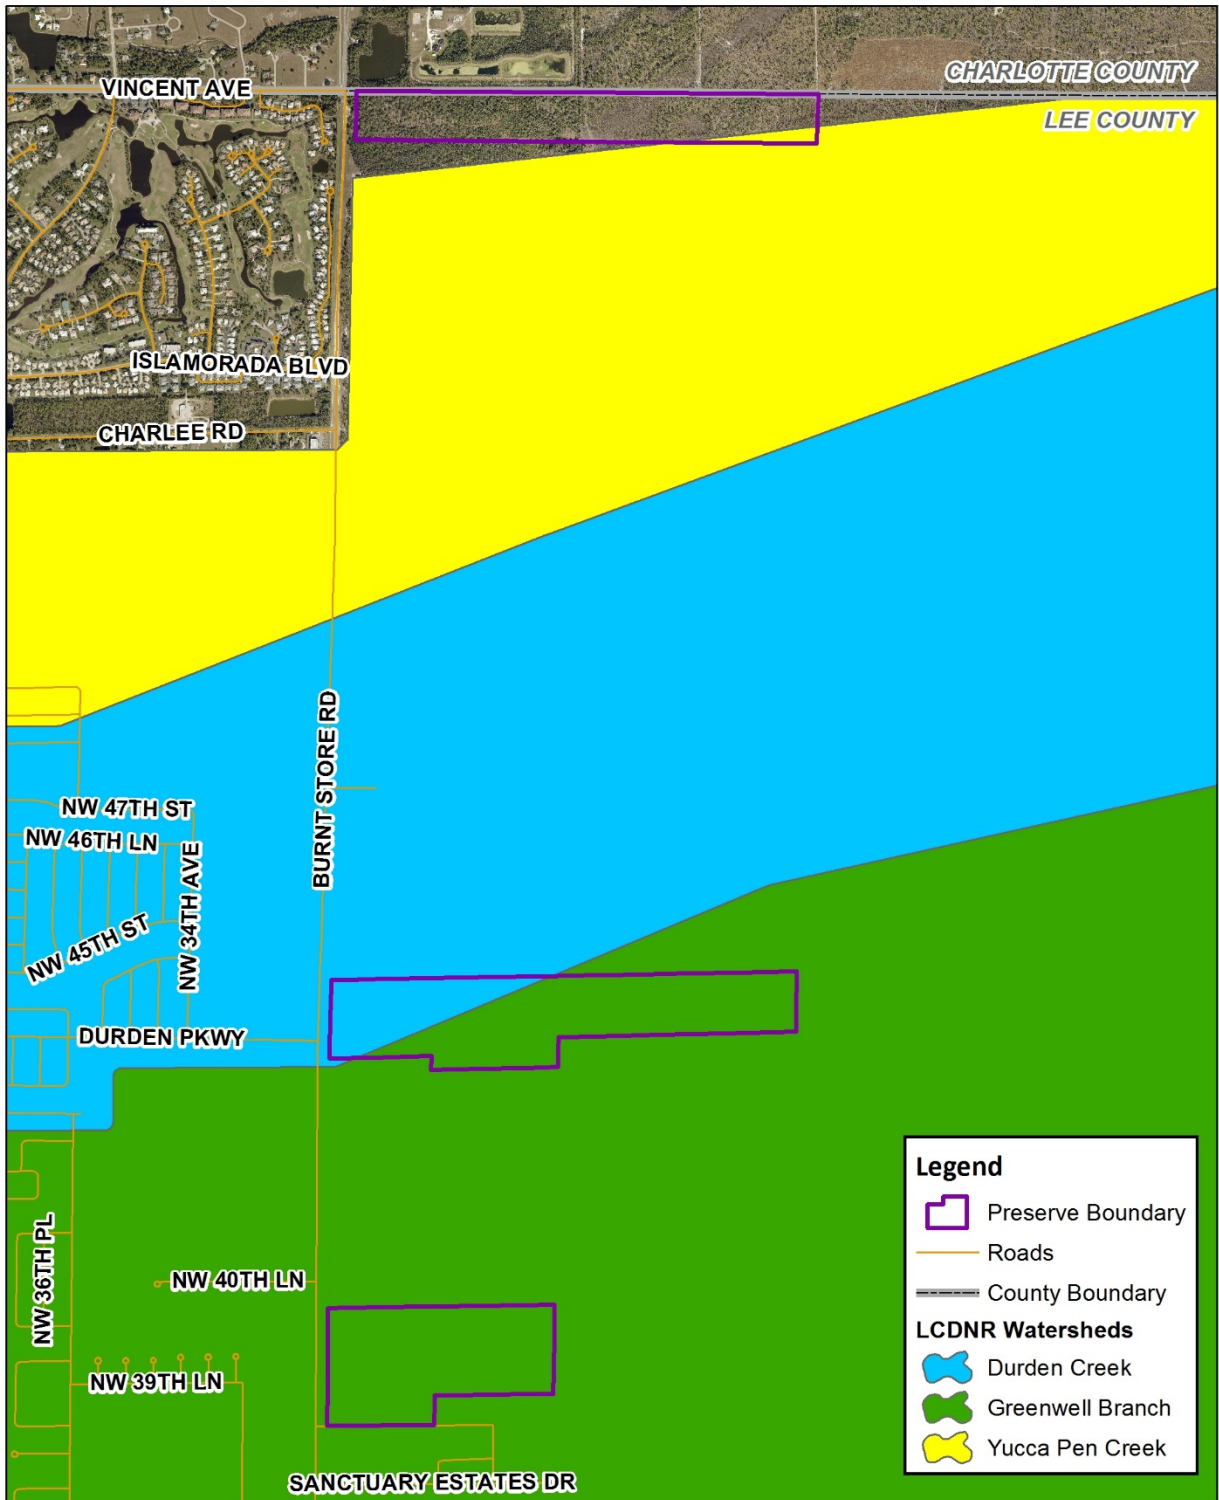 CHARLOTTE COUNTY
VINCENT AVE
LEE COUNTY
ISLAMORADA BLVD
CHARLEE RD
BURNT STORE RD
NW 47TH ST
NW 46TH LN
NW 34TH AVE
NW 45TH ST
DURDEN PKWY
NW 36TH PL
NW 40TH LN
NW 39TH LN
SANCTUARY ESTATES DR
Legend
Preserve Boundary
Roads
County Boundary
LCDNR Watersheds
Durden Creek
Greenwell Branch
Yucca Pen Creek